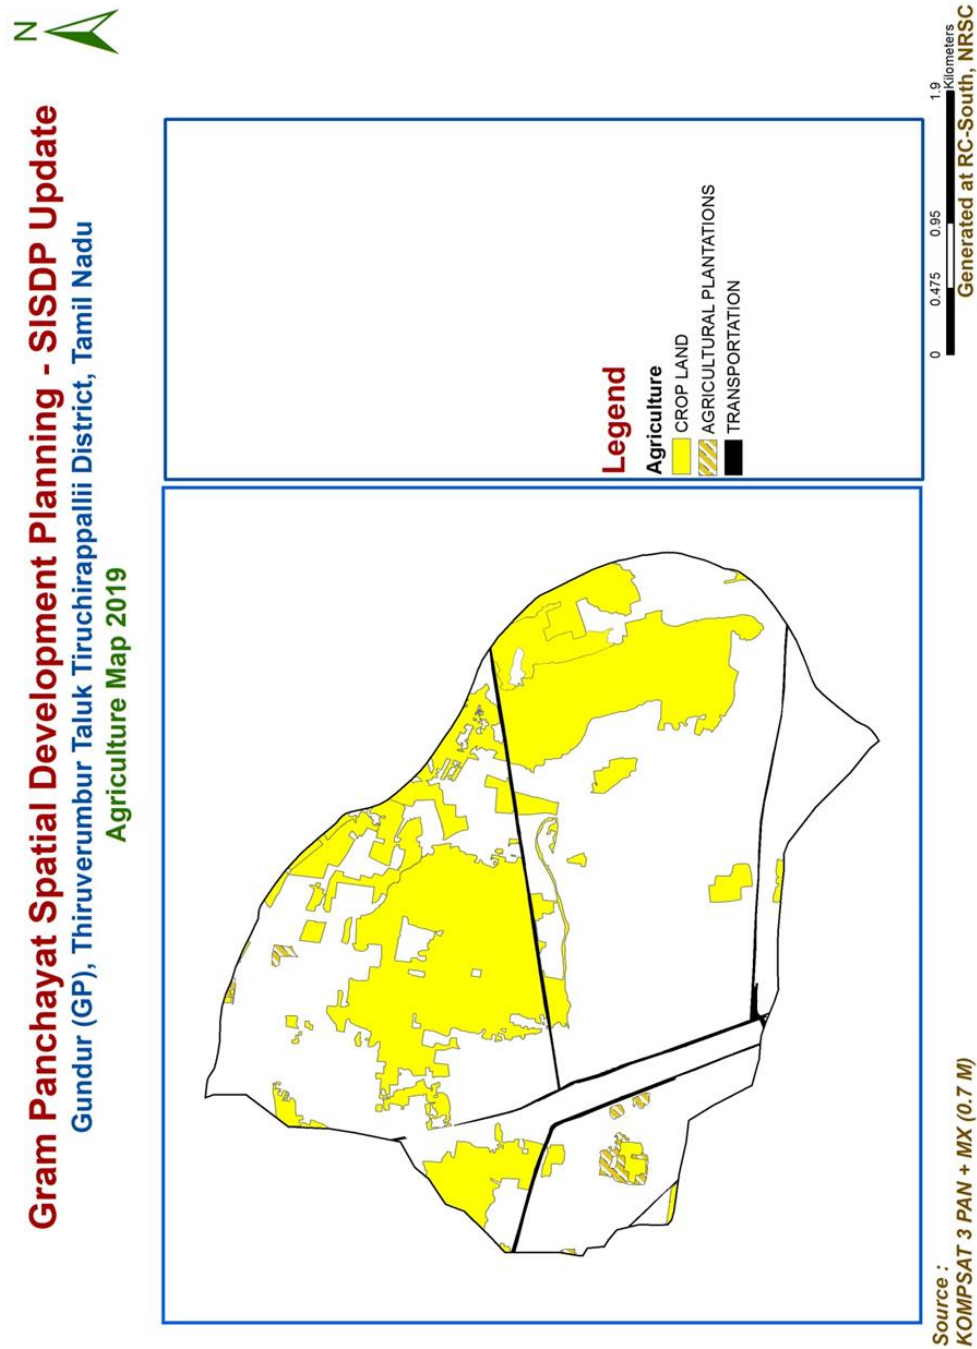 Gram Panchayat Spatial Development Planning - SISDP Update
Gundur (GP), Thiruverumbur Taluk Tiruchirappallii District, Tamil Nadu
Agriculture Map 2019
N
Legend
Agriculture
CROP LAND
AGRICULTURAL PLANTATIONS
TRANSPORTATION
0 0.475 0.95 1.9
Kilometers
Source :
KOMPSAT 3 PAN + MX (0.7 M)
Generated at RC-South, NRSC